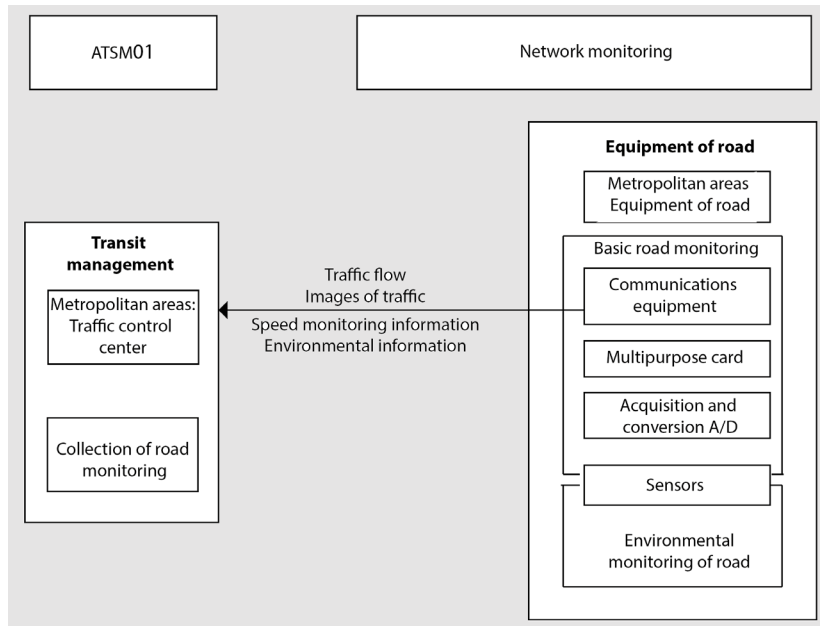 ATSM01
Network monitoring
Equipment of road
Metropolitan areas
Equipment of road
Basic road monitoring
Communications
equipment
Multipurpose card
Acquisition and
conversion A/D
Sensors
Environmental
monitoring of road
Transit
management
Metropolitan areas:
Traffic control
center
Collection of road
monitoring
Traffic flow
Images of traffic
Speed monitoring information
Environmental information